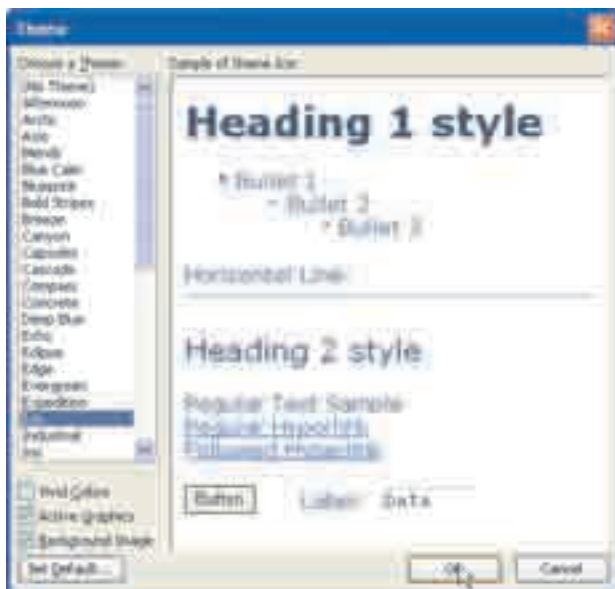 Theme
Choose a Theme:
Sample of theme
(No Theme)
Afternoon
Arctic
Axis
Blends
Blue Calm
Blueprint
Bold Stripes
Breeze
Canyon
Capsules
Cascade
Compass
Concrete
Deep Blue
Echo
Eclipse
Edge
Evergreen
Expedition
Industrial
Heading 1 style
Bullet 1
Bullet 2
Bullet 3
Horizontal Line:
Heading 2 style
Regular Text Sample
Regular Hyperlink
Followed Hyperlink
Button
Label:
Data
Vivid Colors
Active Graphics
Background Image
Set Default...
OK
Cancel